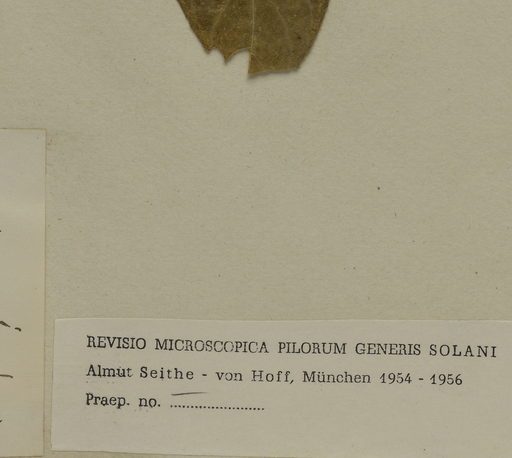 REVISIO MICROSCOPICA PILORUM GENERIS SOLANI
Almut Seithe - von Hoff, München 1954 - 1956
Praep. no. ........................